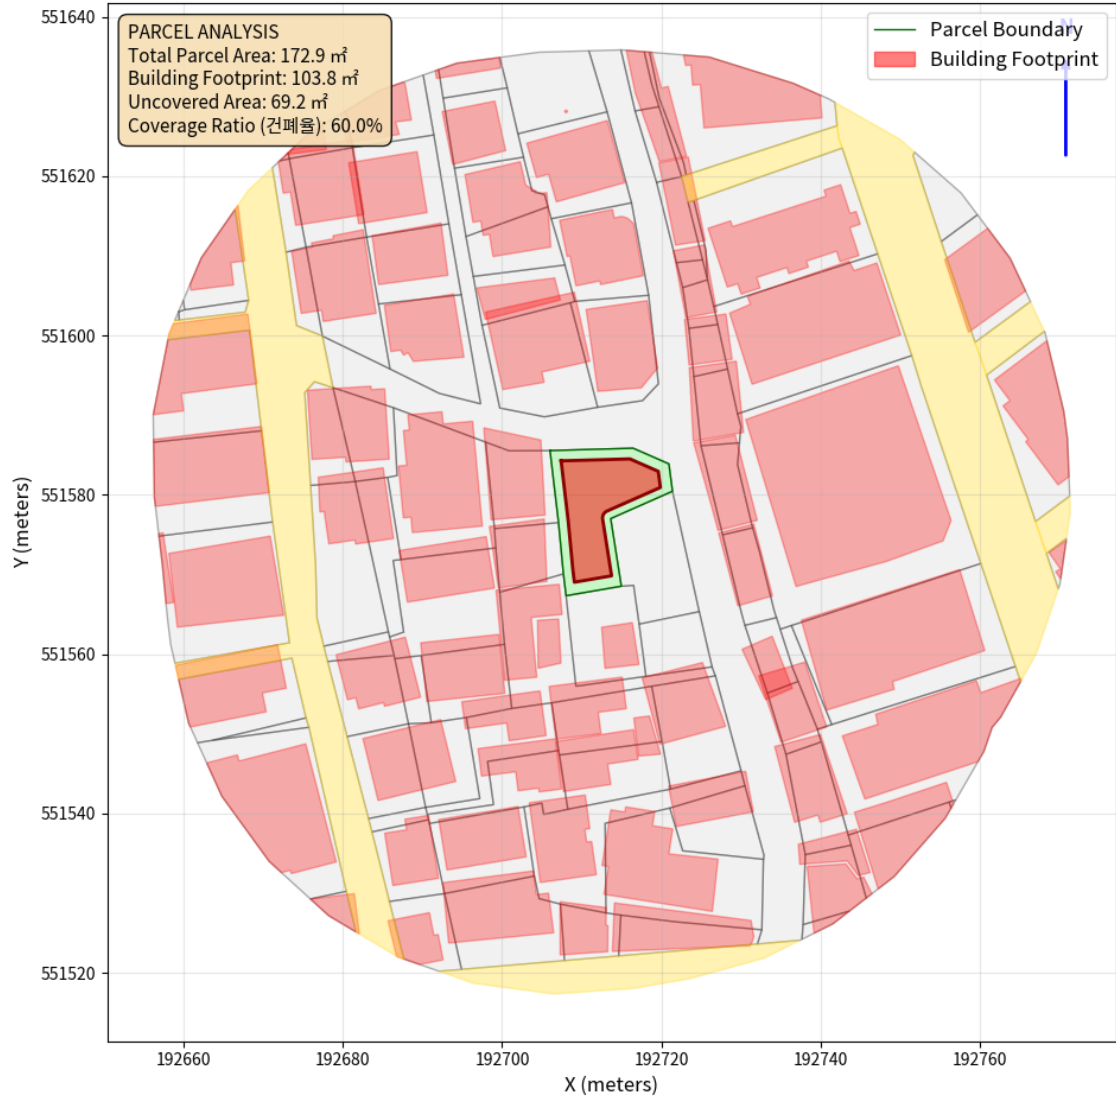 551640
PARCEL ANALYSIS
Total Parcel Area: 172.9 ㎡
Building Footprint: 103.8 ㎡
Uncovered Area: 69.2 ㎡
Coverage Ratio (건폐율): 60.0%
Parcel Boundary
Building Footprint
N
551620
551600
551580
551560
551540
551520
Y (meters)
192660
192680
192700
192720
192740
192760
X (meters)